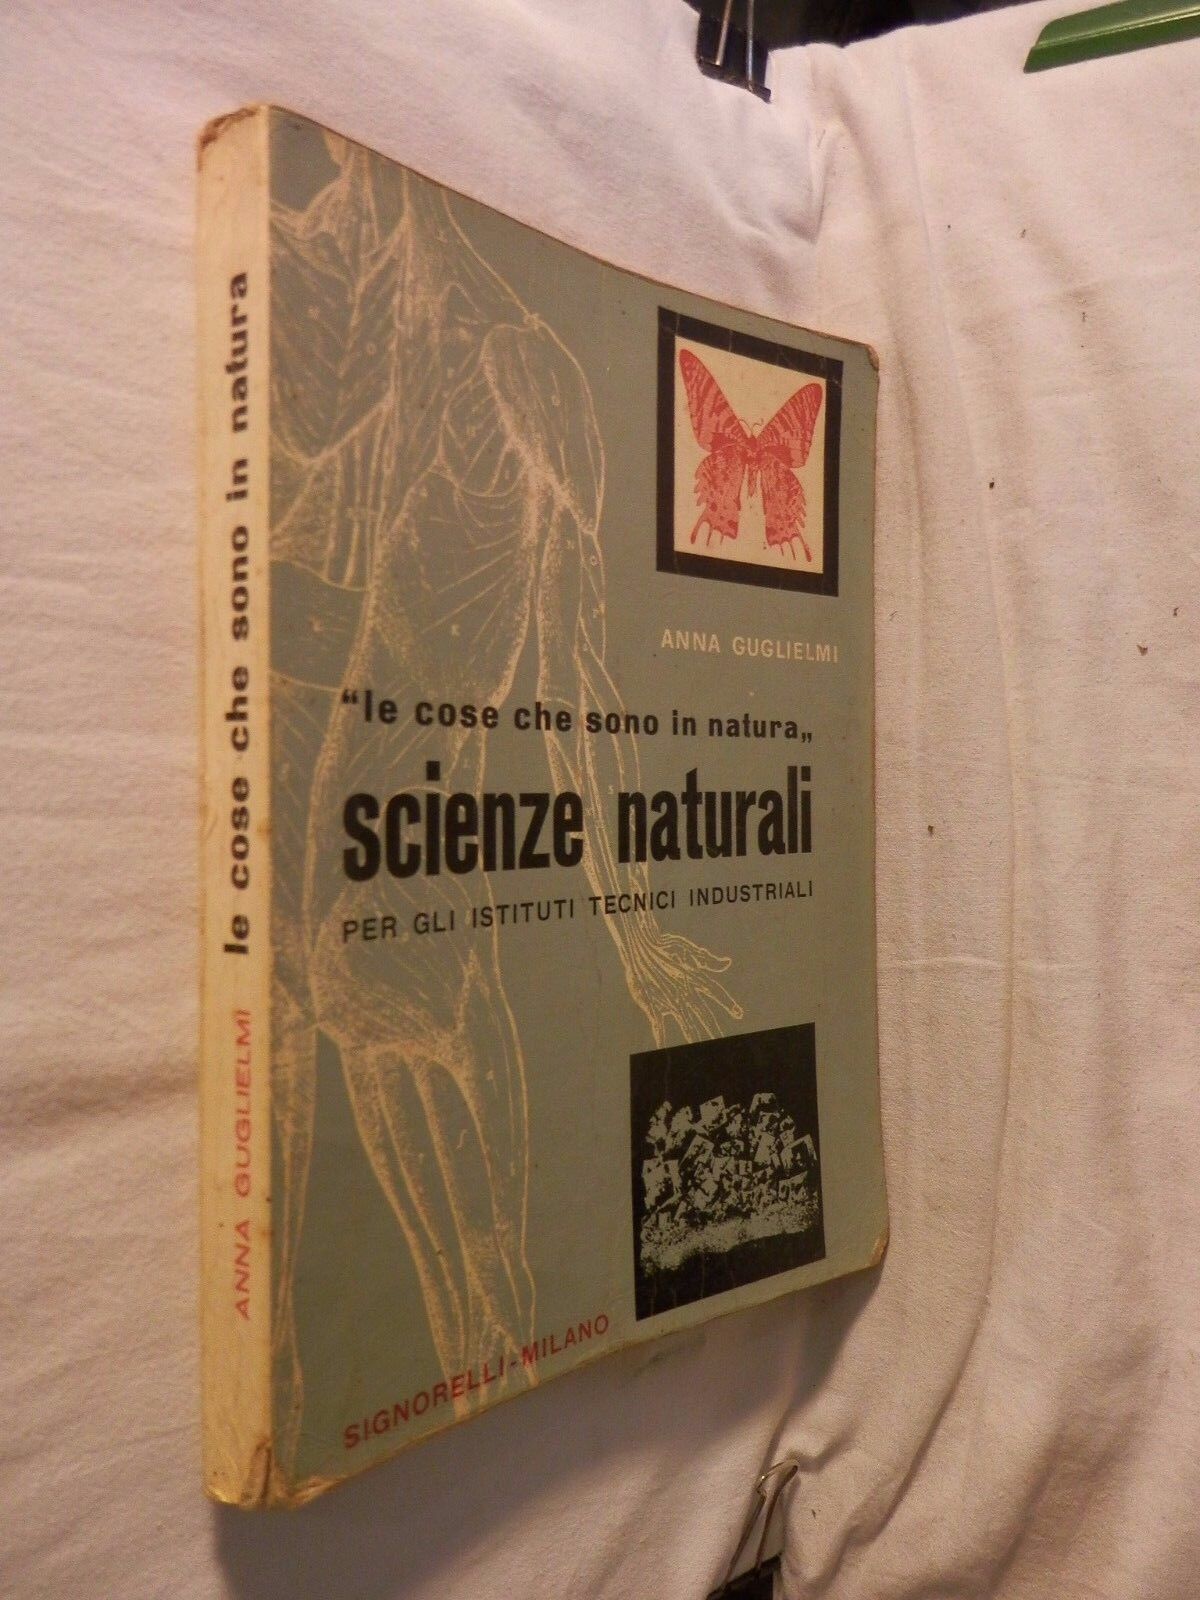 ANNA GUGLIELMI le cose che sono in natura
ANNA GUGLIELMI
“le cose che sono in natura„
scienze naturali
PER GLI ISTITUTI TECNICI INDUSTRIALI
SIGNORELLI-MILANO